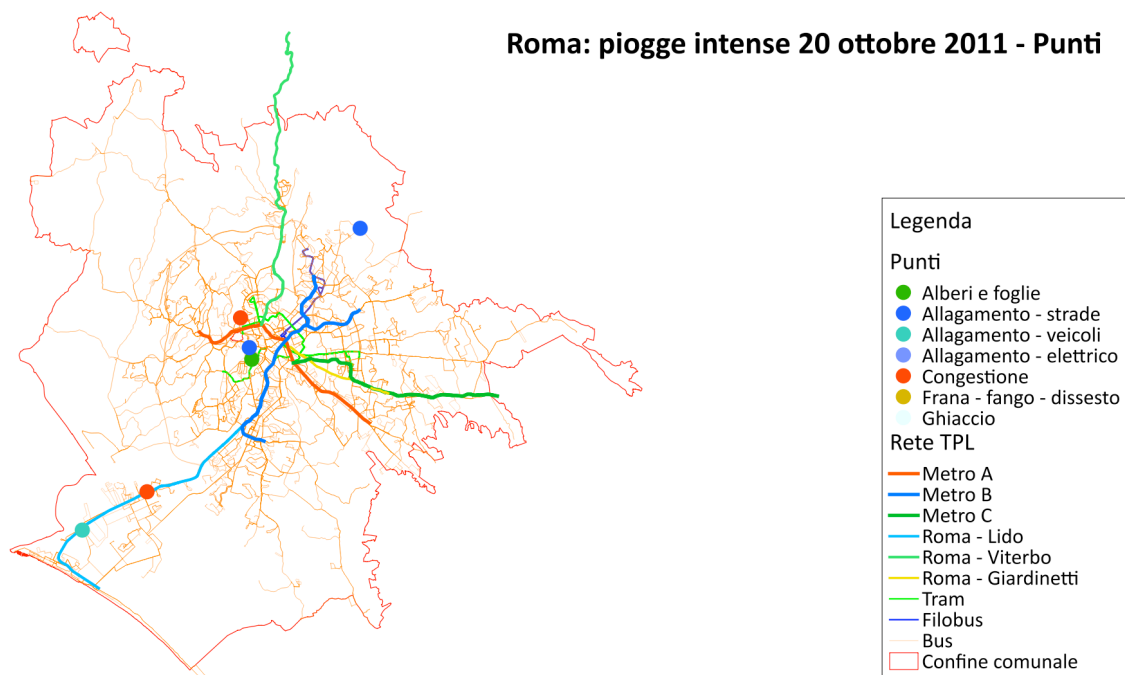 Roma: piogge intense 20 ottobre 2011 - Punti
Legenda
Punti
Alberi e foglie
Allagamento - strade
Allagamento - veicoli
Allagamento - elettrico
Congestione
Frana - fango - dissesto
Ghiaccio
Rete TPL
Metro A
Metro B
Metro C
Roma - Lido
Roma - Viterbo
Roma - Giardinetti
Tram
Filobus
Bus
Confine comunale